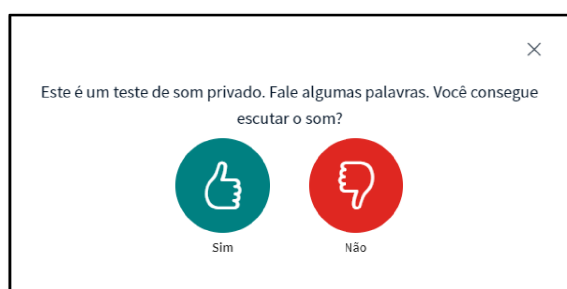 Este é um teste de som privado. Fale algumas palavras. Você consegue
escutar o som?
Sim
Não